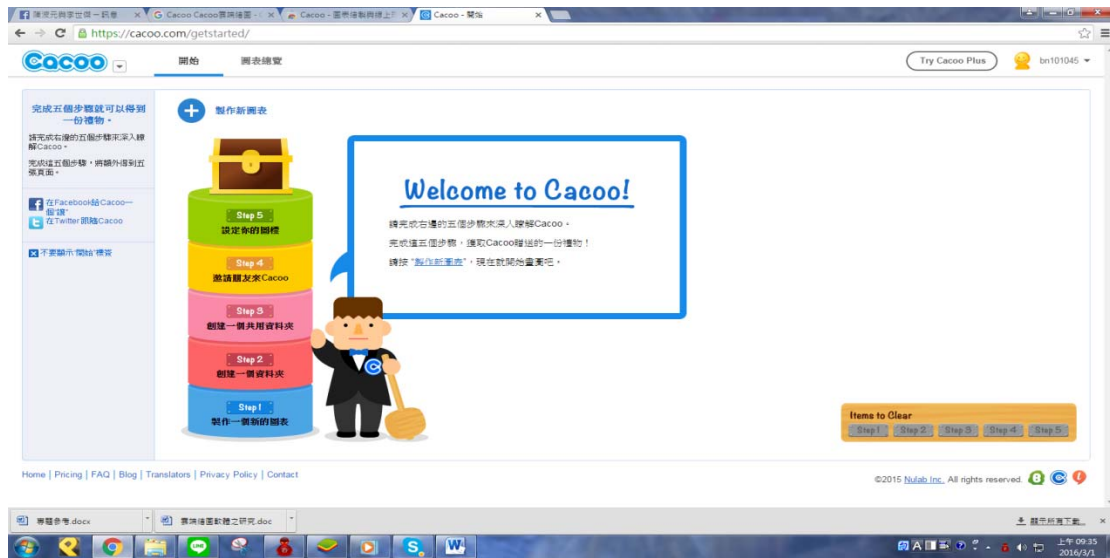 陳波元與李世傑－訊息
Cacoo Cacoo雲端繪圖 -
Cacoo - 圖表繪製與線上
Cacoo - 開始
https://cacoo.com/getstarted/
Cacoo
開始
圖表總覽
Try Cacoo Plus
bn101045
完成五個步驟就可以得到
一份禮物。
請完成右邊的五個步驟來深入瞭
解Cacoo。
完成這五個步驟，將額外得到五
張頁面。
在Facebook給Cacoo一
個"讚"
在Twitter 跟隨Cacoo
不要顯示"開始"標簽
製作新圖表
Step 5
設定你的圖標
Step 4
邀請朋友來Cacoo
Step 3
創建一個共用資料夾
Step 2
創建一個資料夾
Step 1
製作一個新的圖表
Welcome to Cacoo!
請完成右邊的五個步驟來深入瞭解Cacoo。
完成這五個步驟，獲取Cacoo贈送的一份禮物！
請按 "製作新圖表"，現在就開始畫圖吧。
Items to Clear
Step 1 Step 2 Step 3 Step 4 Step 5
Home | Pricing | FAQ | Blog | Translators | Privacy Policy | Contact
©2015 Nulab Inc. All rights reserved.
專題參考.docx
雲端繪圖軟體之研究.doc
顯示所有下載...
上午 09:35
2016/3/1